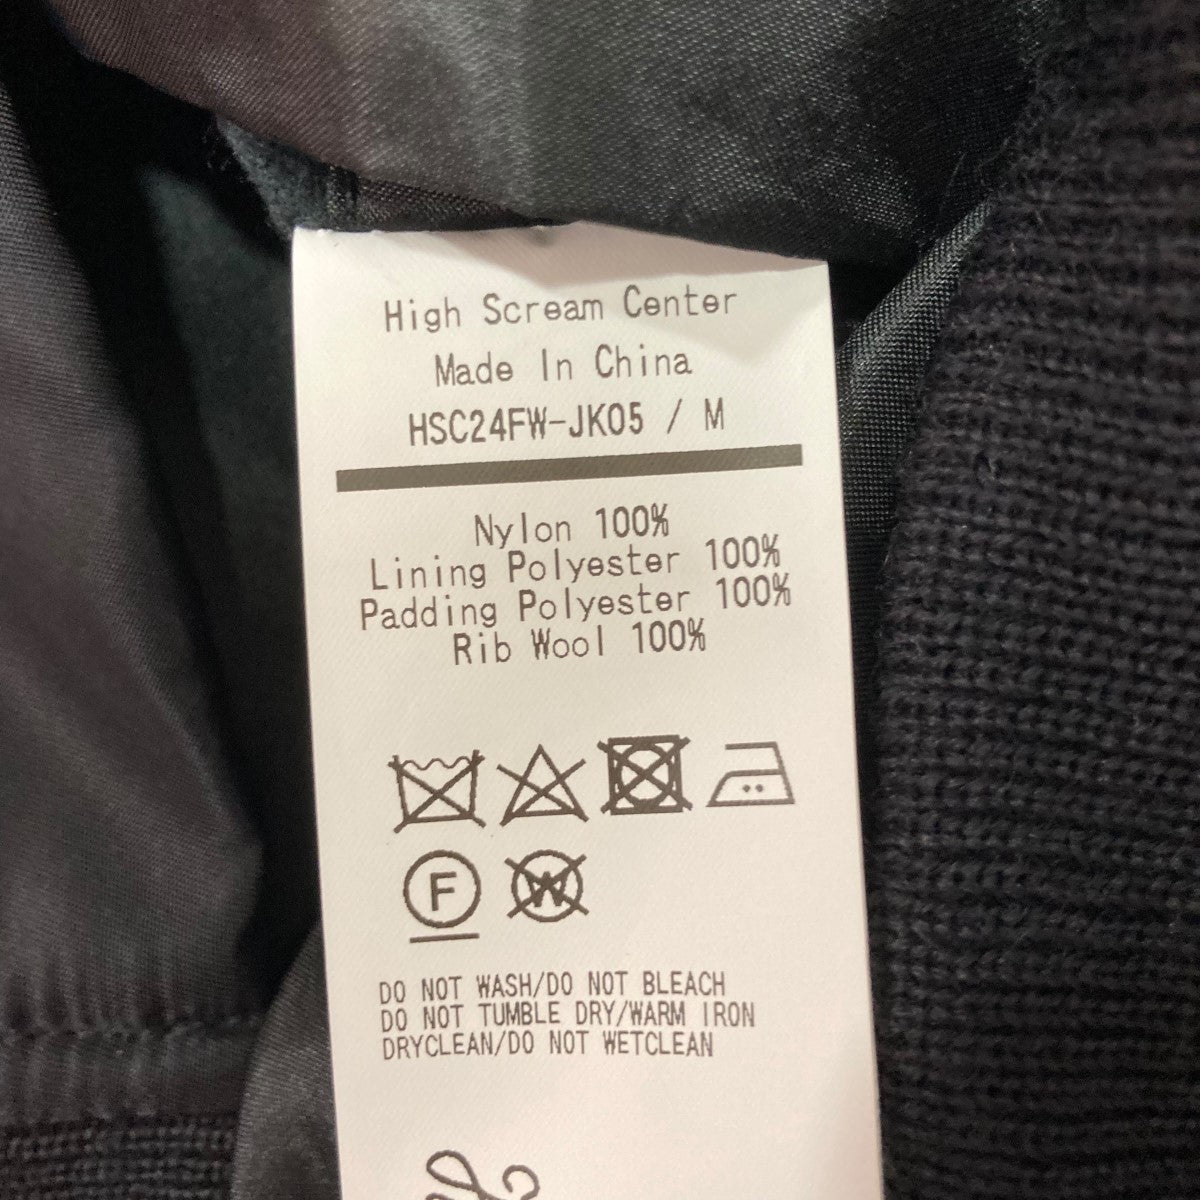 High Scream Center
Made In China
HSC24FW-JK05 / M
Nylon 100%
Lining Polyester 100%
Padding Polyester 100%
Rib Wool 100%
F
W
DO NOT WASH/DO NOT BLEACH
DO NOT TUMBLE DRY/WARM IRON
DRYCLEAN/DO NOT WETCLEAN